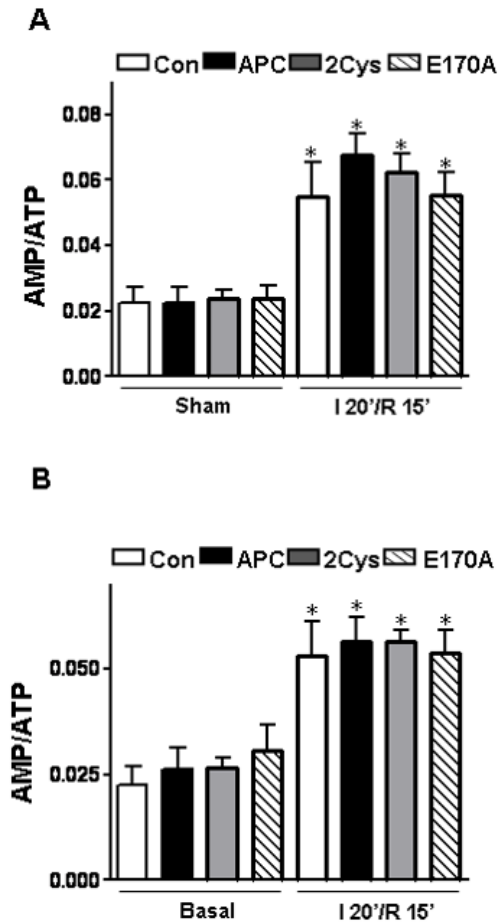 A
Con APC 2Cys E170A
AMP/ATP
0.08
0.06
0.04
0.02
0.00
* * * *
Sham I 20'/R 15'
B
Con APC 2Cys E170A
AMP/ATP
0.050
0.025
0.000
* * * *
Basal I 20'/R 15'